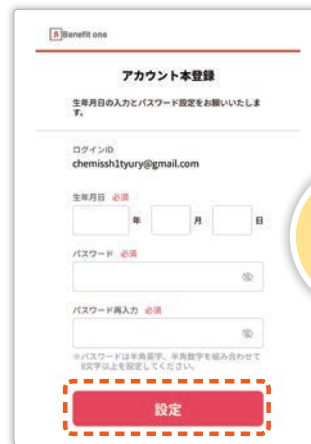 Benefit one
アカウント本登録
生年月日の入力とパスワード設定をお願いいたしま
す。
ログインID
chemissh1tyury@gmail.com
生年月日 必須
年 月 日
パスワード 必須
パスワード再入力 必須
※パスワードは半角英字、半角数字を組み合わせて
8文字以上を設定してください。
設定